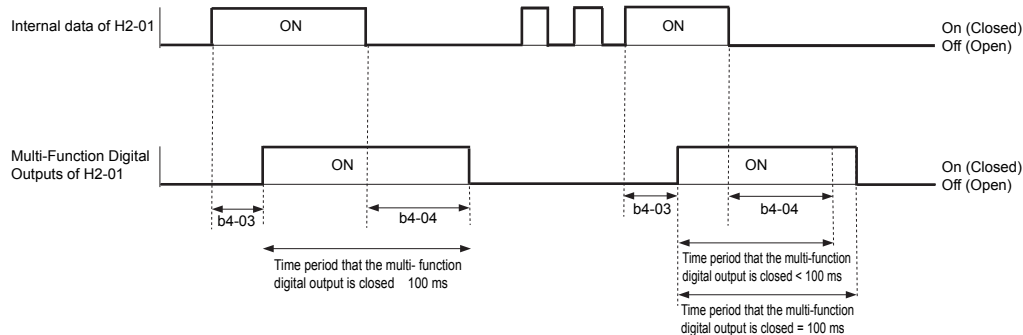 Internal data of H2-01
ON
ON
On (Closed)
Off (Open)
Multi-Function Digital
Outputs of H2-01
ON
ON
On (Closed)
Off (Open)
b4-03
b4-04
b4-03
b4-04
Time period that the multi- function
digital output is closed 100 ms
Time period that the multi-function
digital output is closed < 100 ms
Time period that the multi-function
digital output is closed = 100 ms